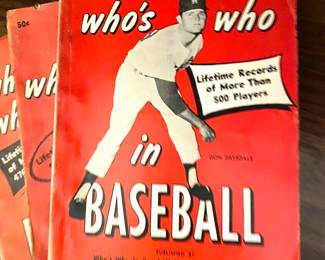 50¢
who's who
Lifetime Records
of More Than
500 Players
in
DON DRYSDALE
BASEBALL
PUBLISHED BY